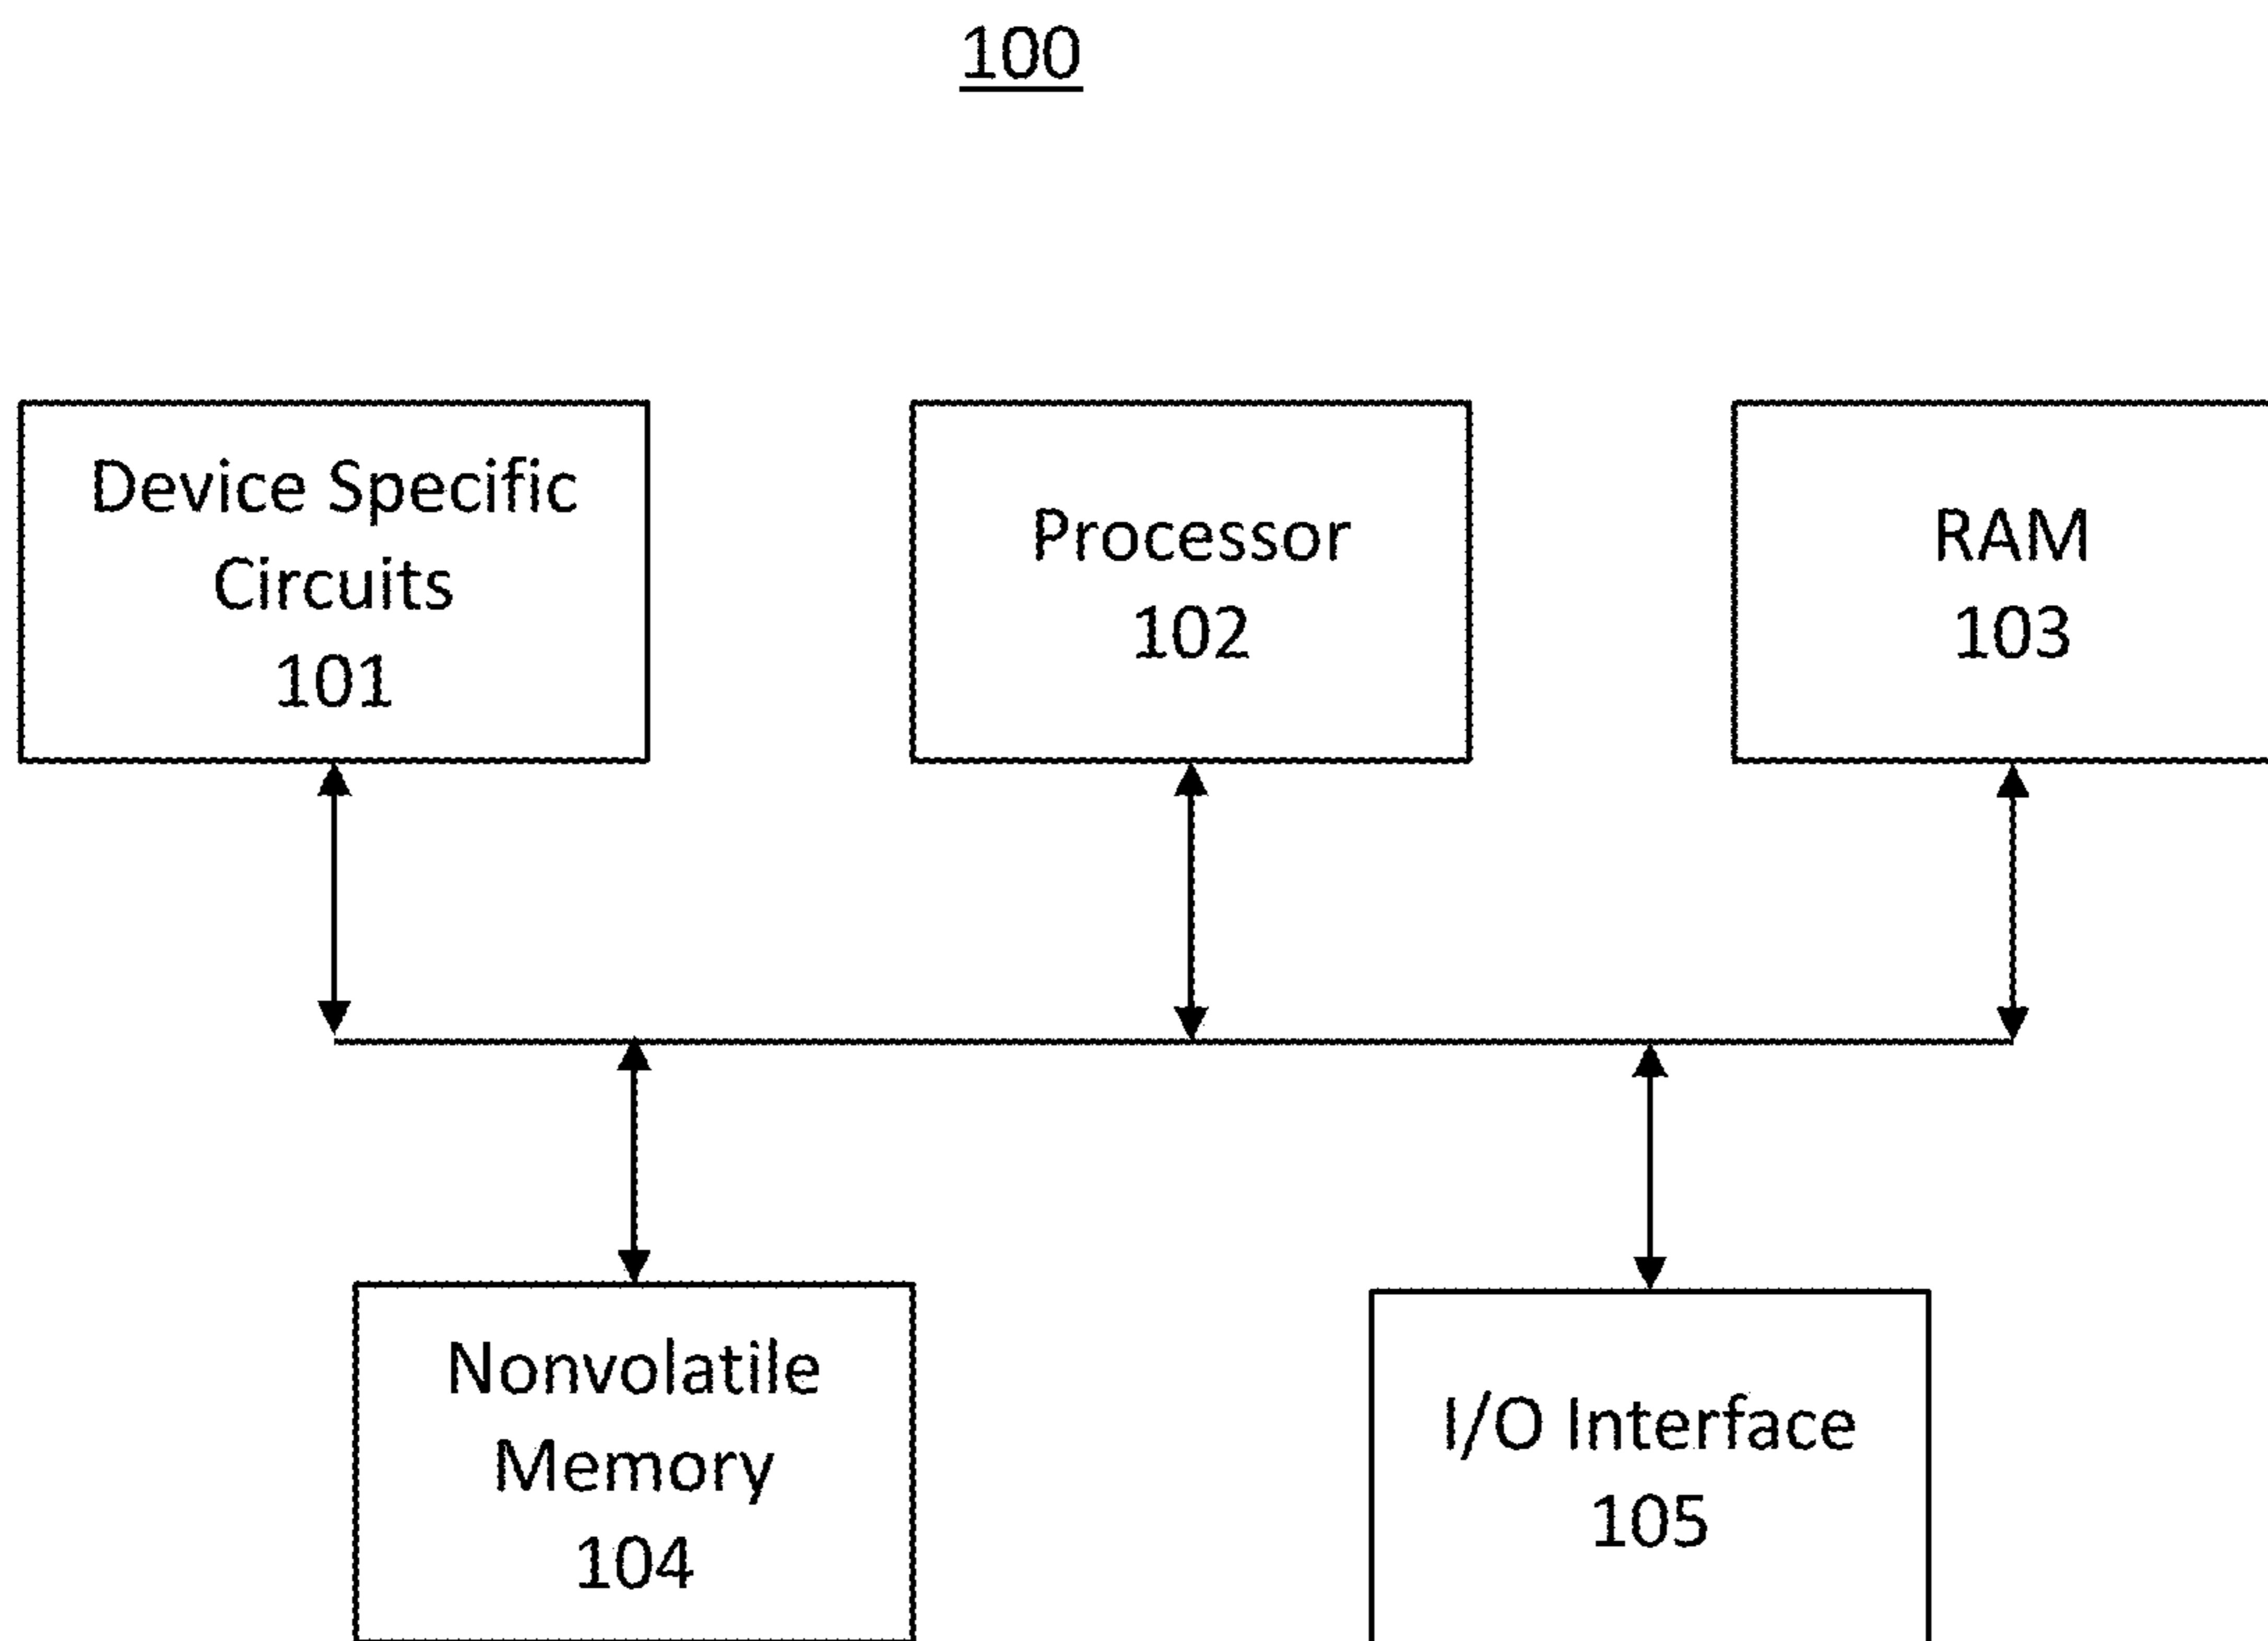 100
Device Specific
Circuits
101
Processor
102
RAM
103
Nonvolatile
Memory
104
I/O Interface
105